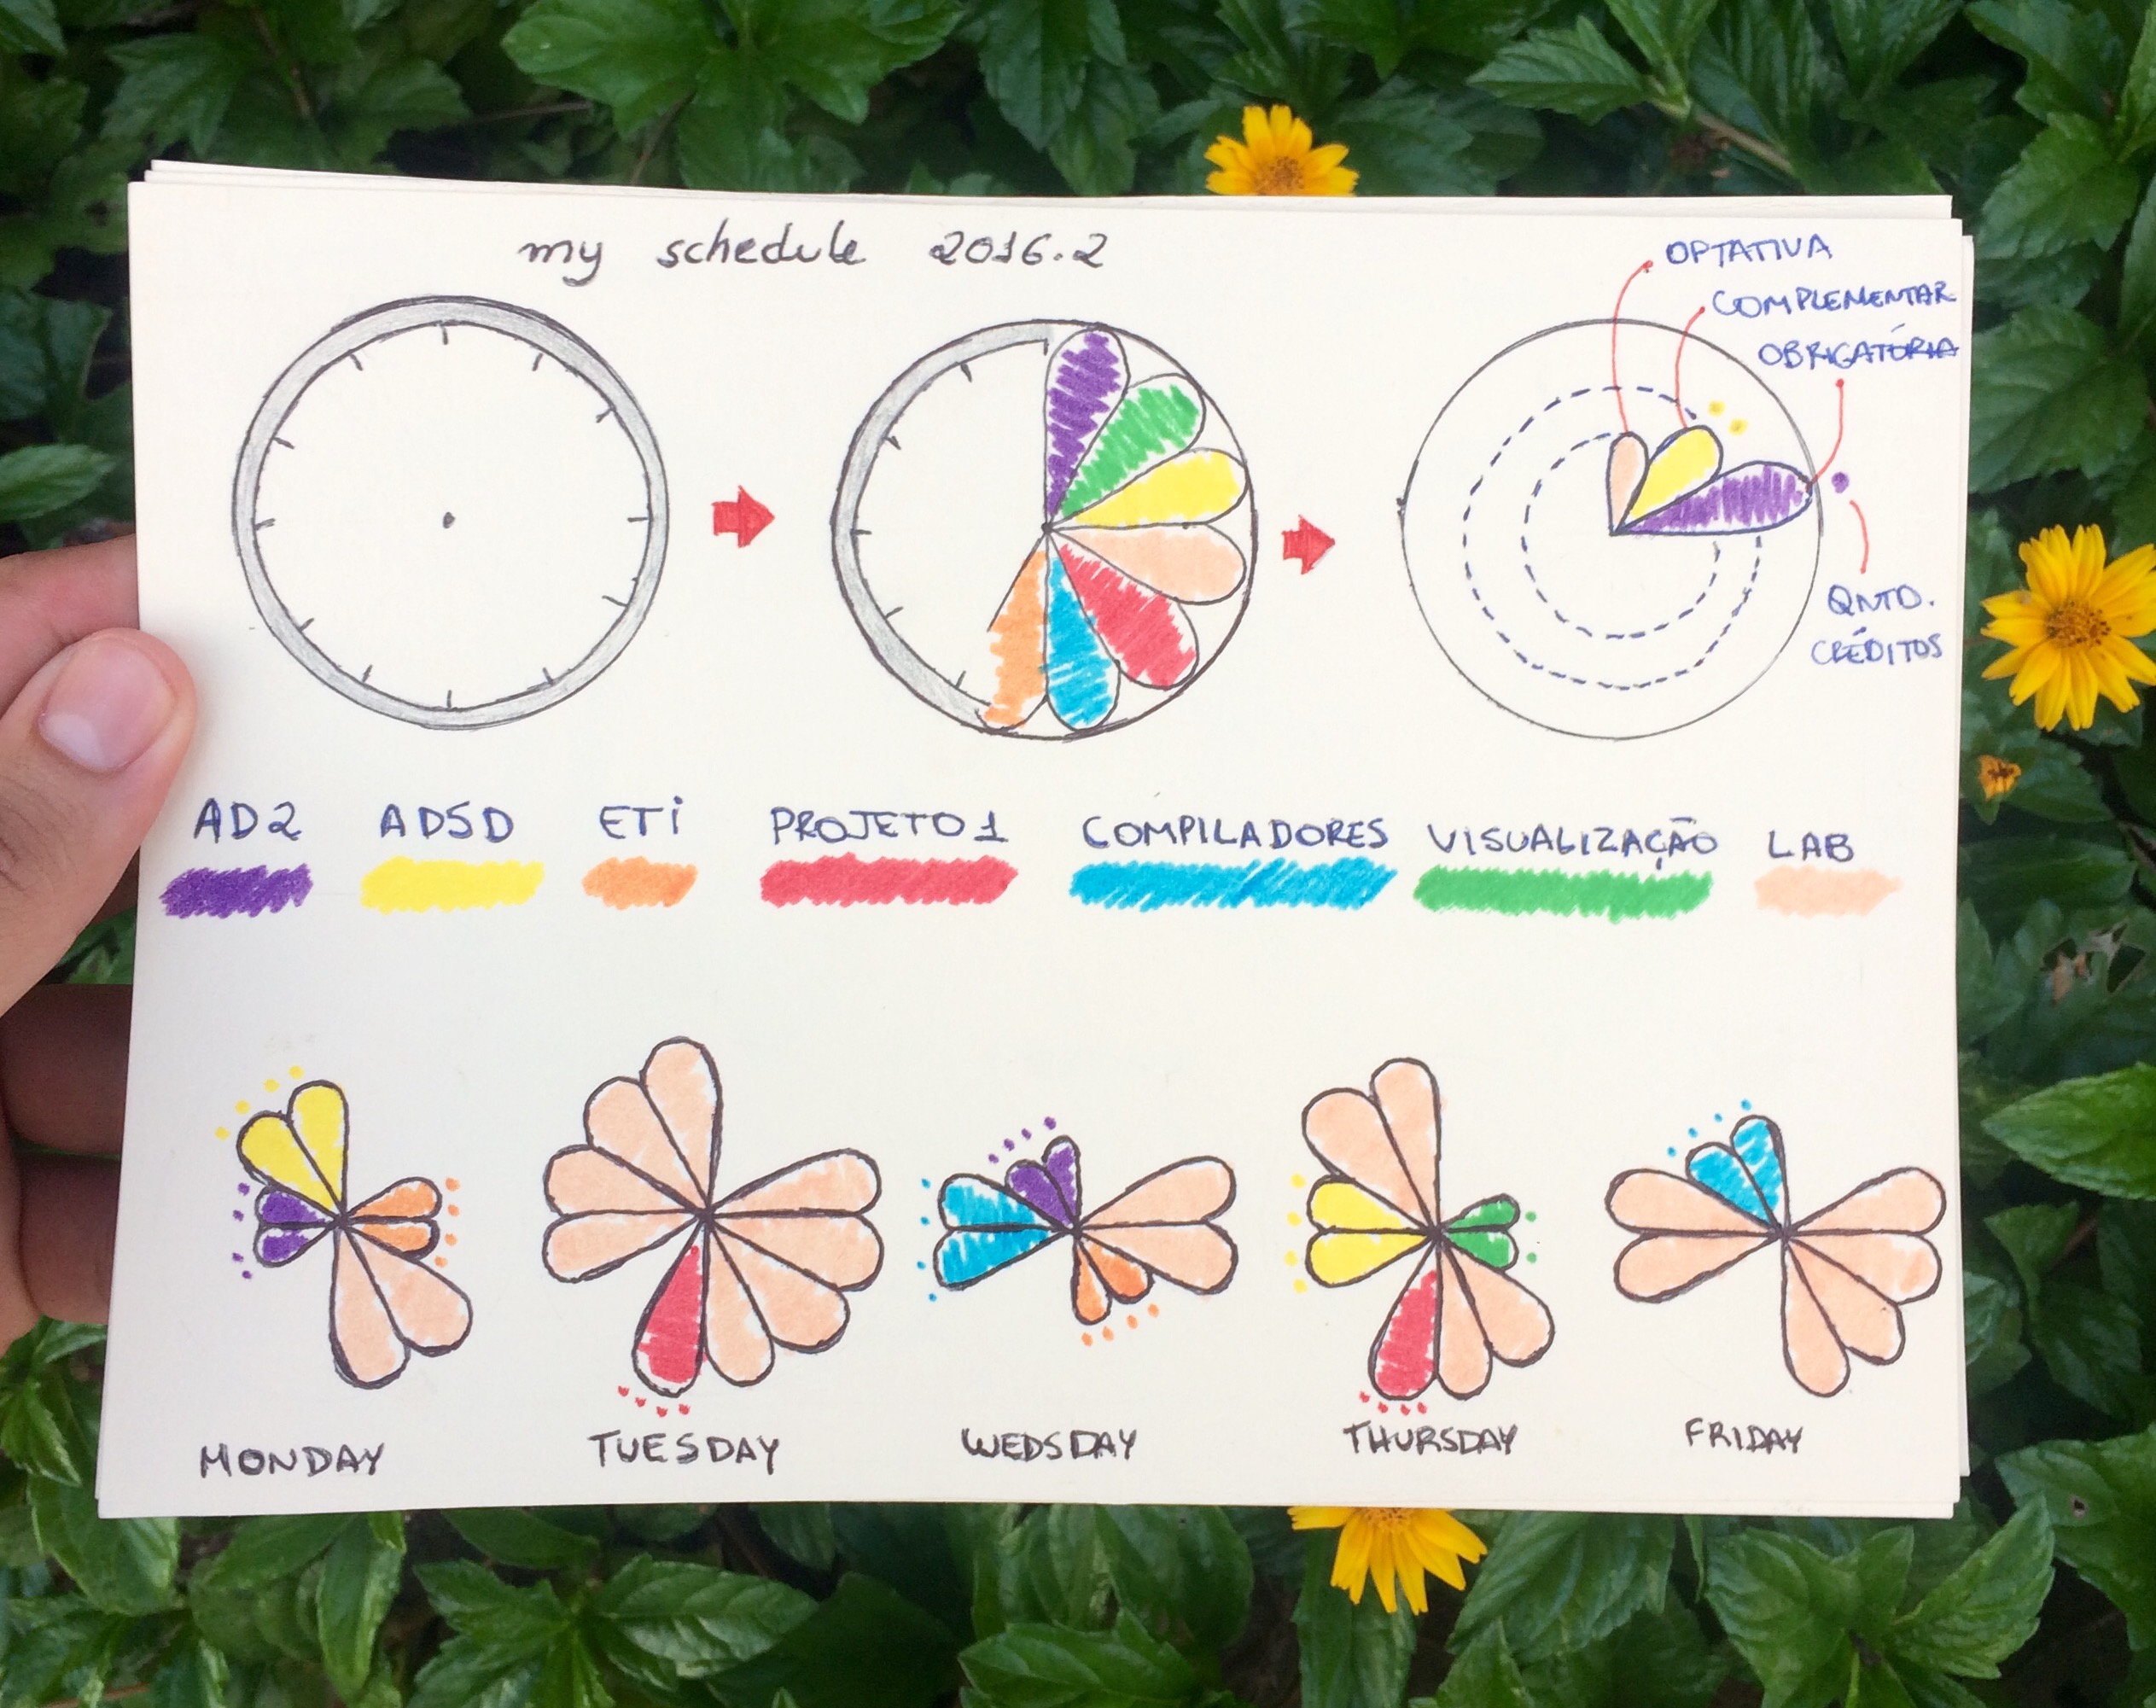 my schedule 2016.2
OPTATIVA
COMPLEMENTAR
OBRIGATÓRIA
QNTD.
CRÉDITOS
AD2 ADSD ETi PROJETO 1 COMPILADORES VISUALIZAÇÃO LAB
MONDAY TUESDAY WEDSDAY THURSDAY FRIDAY